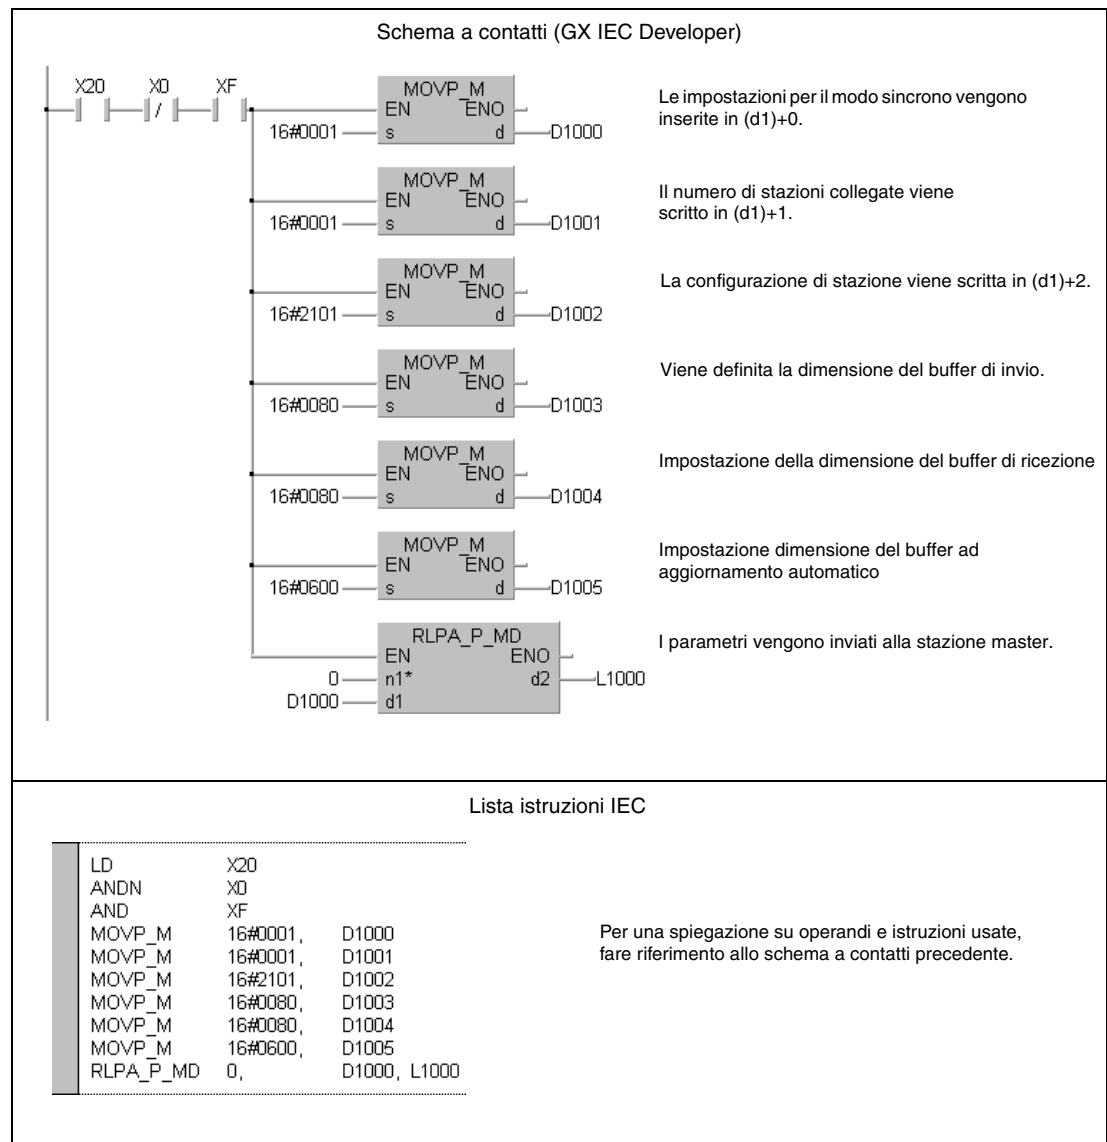 Schema a contatti (GX IEC Developer)
X20 X0 XF
MOVP_M
EN ENO
16#0001 s d D1000
Le impostazioni per il modo sincrono vengono
inserite in (d1)+0.
MOVP_M
EN ENO
16#0001 s d D1001
Il numero di stazioni collegate viene
scritto in (d1)+1.
MOVP_M
EN ENO
16#2101 s d D1002
La configurazione di stazione viene scritta in (d1)+2.
MOVP_M
EN ENO
16#0080 s d D1003
Viene definita la dimensione del buffer di invio.
MOVP_M
EN ENO
16#0080 s d D1004
Impostazione della dimensione del buffer di ricezione
MOVP_M
EN ENO
16#0600 s d D1005
Impostazione dimensione del buffer ad
aggiornamento automatico
RLPA_P_MD
EN ENO
0 n1* d2 L1000
D1000 d1
I parametri vengono inviati alla stazione master.
Lista istruzioni IEC
LD X20
ANDN X0
AND XF
MOVP_M 16#0001, D1000
MOVP_M 16#0001, D1001
MOVP_M 16#2101, D1002
MOVP_M 16#0080, D1003
MOVP_M 16#0080, D1004
MOVP_M 16#0600, D1005
RLPA_P_MD 0, D1000, L1000
Per una spiegazione su operandi e istruzioni usate,
fare riferimento allo schema a contatti precedente.